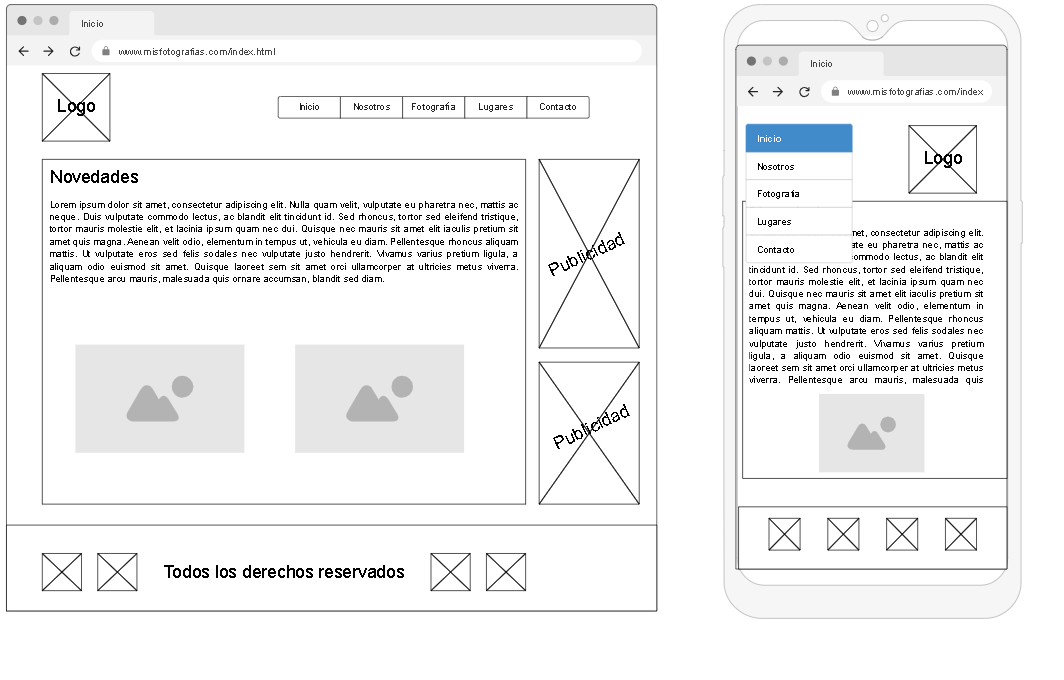 Inicio
www.misfotografias.com/index.html
Logo
Inicio Nosotros Fotografía Lugares Contacto
Novedades
Lorem ipsum dolor sit amet, consectetur adipiscing elit. Nulla quam velit, vulputate eu pharetra nec, mattis ac
neque. Duis vulputate commodo lectus, ac blandit elit tincidunt id. Sed rhoncus, tortor sed eleifend tristique,
tortor mauris molestie elit, et lacinia ipsum quam nec dui. Quisque nec mauris sit amet elit iaculis pretium sit
amet quis magna. Aenean velit odio, elementum in tempus ut, vehicula eu diam. Pellentesque rhoncus aliquam
mattis. Ut vulputate eros sed felis sodales nec vulputate justo hendrerit. Vivamus varius pretium ligula, a
aliquam odio euismod sit amet. Quisque laoreet sem sit amet orci ullamcorper at ultricies metus viverra.
Pellentesque arcu mauris, malesuada quis ornare accumsan, blandit sed diam.
Publicidad
Publicidad
Todos los derechos reservados
Inicio
www.misfotografias.com/index
Inicio
Nosotros
Fotografía
Lugares
Contacto
Logo
met, consectetur adipiscing elit.
ate eu pharetra nec, mattis ac
ommodo lectus, ac blandit elit
tincidunt id. Sed rhoncus, tortor sed eleifend tristique,
tortor mauris molestie elit, et lacinia ipsum quam nec
dui. Quisque nec mauris sit amet elit iaculis pretium sit
amet quis magna. Aenean velit odio, elementum in
tempus ut, vehicula eu diam. Pellentesque rhoncus
aliquam mattis. Ut vulputate eros sed felis sodales nec
vulputate justo hendrerit. Vivamus varius pretium
ligula, a aliquam odio euismod sit amet. Quisque
laoreet sem sit amet orci ullamcorper at ultricies metus
viverra. Pellentesque arcu mauris, malesuada quis